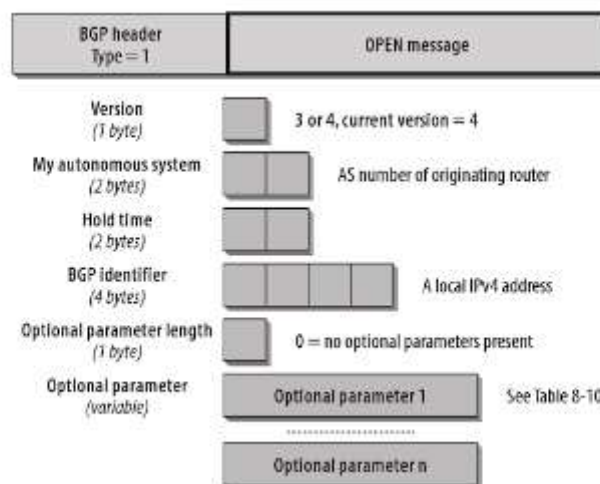 BGP header
Type = 1
OPEN message
Version
(1 byte)
3 or 4, current version = 4
My autonomous system
(2 bytes)
AS number of originating router
Hold time
(2 bytes)
BGP identifier
(4 bytes)
A local IPv4 address
Optional parameter length
(1 byte)
0 = no optional parameters present
Optional parameter
(variable)
Optional parameter 1
See Table 8-10
Optional parameter n